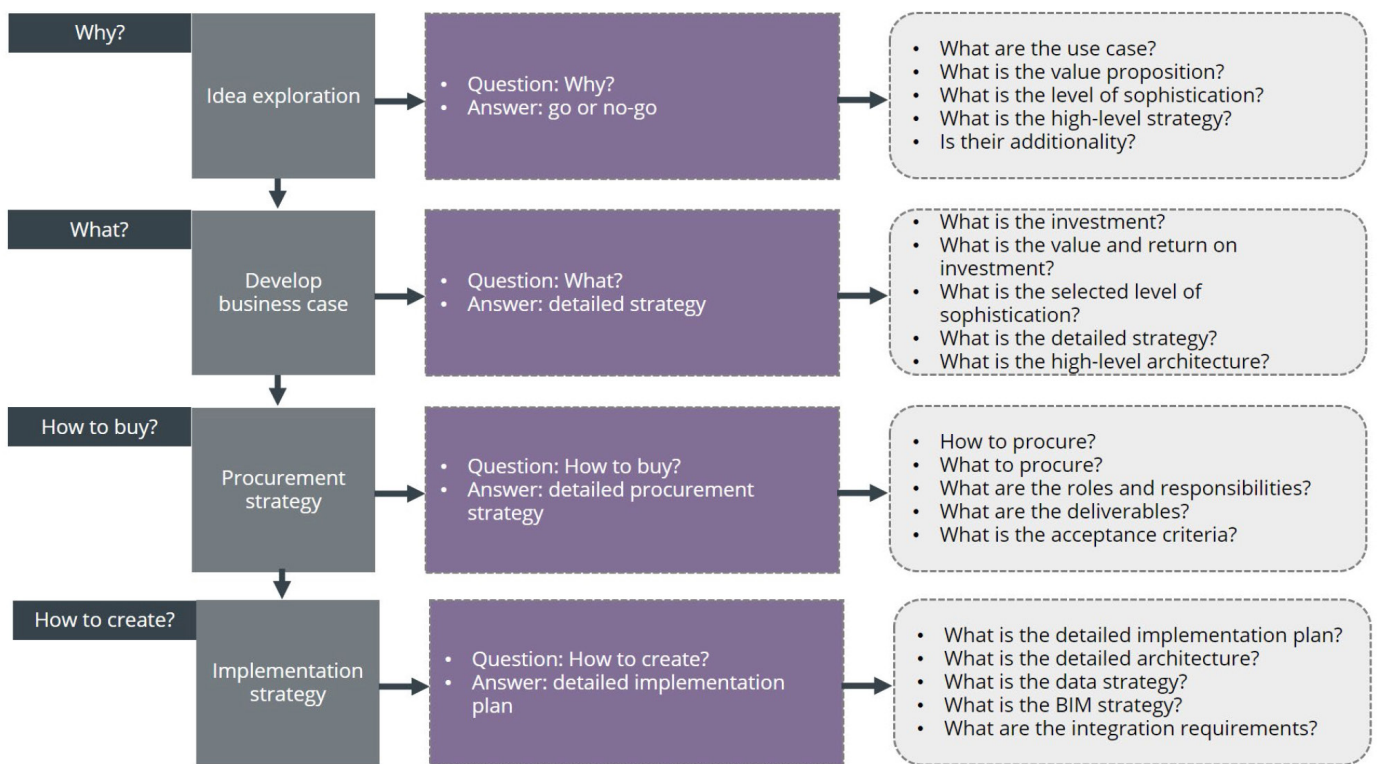 Why?
Idea exploration
• Question: Why?
• Answer: go or no-go
• What are the use case?
• What is the value proposition?
• What is the level of sophistication?
• What is the high-level strategy?
• Is their additionality?
What?
Develop
business case
• Question: What?
• Answer: detailed strategy
• What is the investment?
• What is the value and return on
investment?
• What is the selected level of
sophistication?
• What is the detailed strategy?
• What is the high-level architecture?
How to buy?
Procurement
strategy
• Question: How to buy?
• Answer: detailed procurement
strategy
• How to procure?
• What to procure?
• What are the roles and responsibilities?
• What are the deliverables?
• What is the acceptance criteria?
How to create?
Implementation
strategy
• Question: How to create?
• Answer: detailed implementation
plan
• What is the detailed implementation plan?
• What is the detailed architecture?
• What is the data strategy?
• What is the BIM strategy?
• What are the integration requirements?